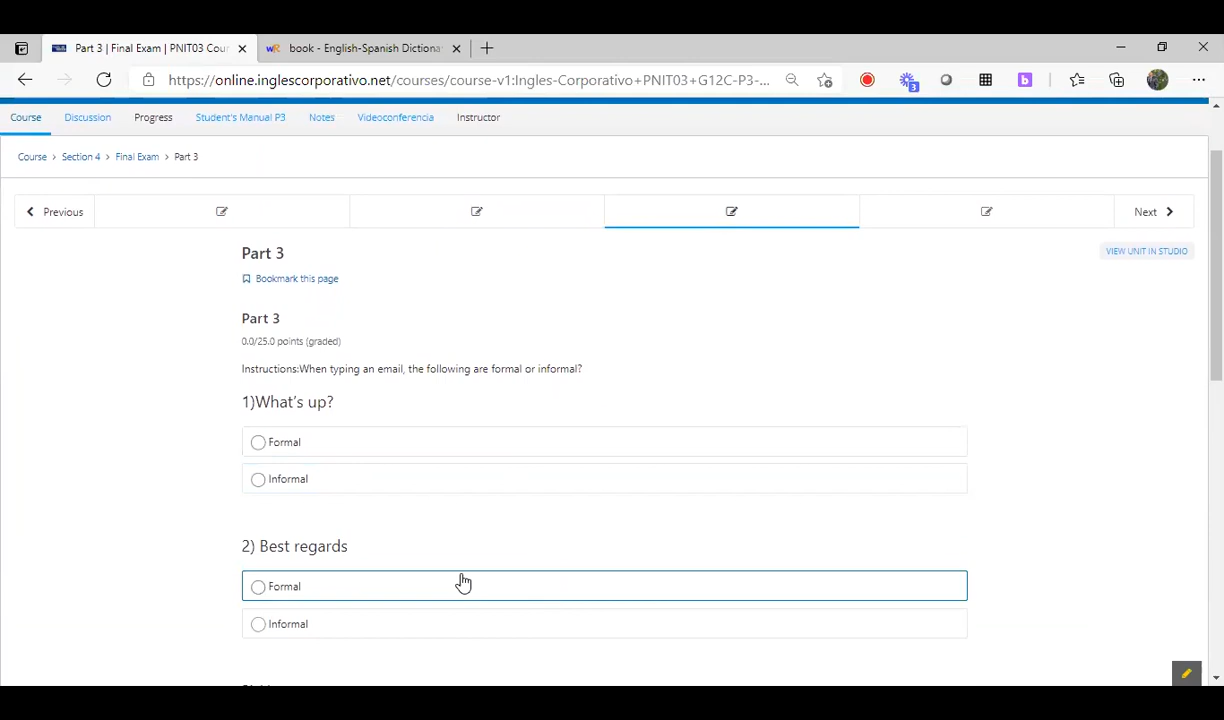 Part 3 | Final Exam | PNIT03 Cou
wR book - English-Spanish Dictiona
https://online.inglescorporativo.net/courses/course-v1:Ingles-Corporativo+PNIT03+G12C-P3-...
3
b
Course Discussion Progress Student's Manual P3 Notes Videoconferencia Instructor
Course > Section 4 > Final Exam > Part 3
Previous Next
Part 3
VIEW UNIT IN STUDIO
Bookmark this page
Part 3
0.0/25.0 points (graded)
Instructions:When typing an email, the following are formal or informal?
1)What's up?
Formal
Informal
2) Best regards
Formal
Informal